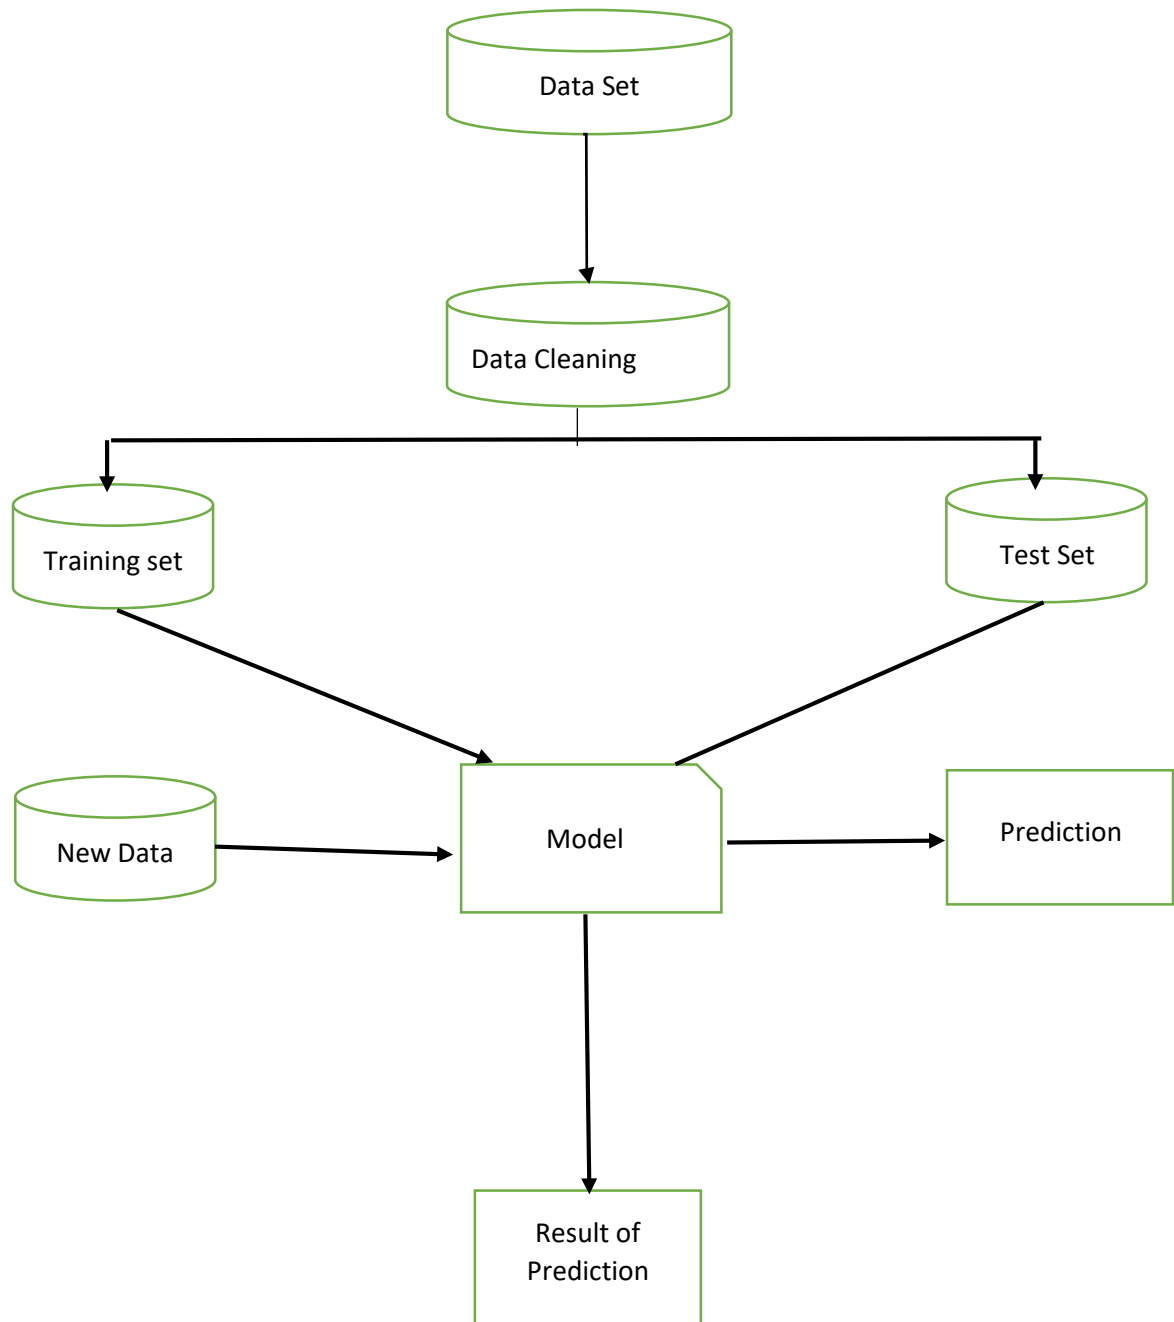 Data Set
Data Cleaning
Training set
Test Set
New Data
Model
Prediction
Result of
Prediction